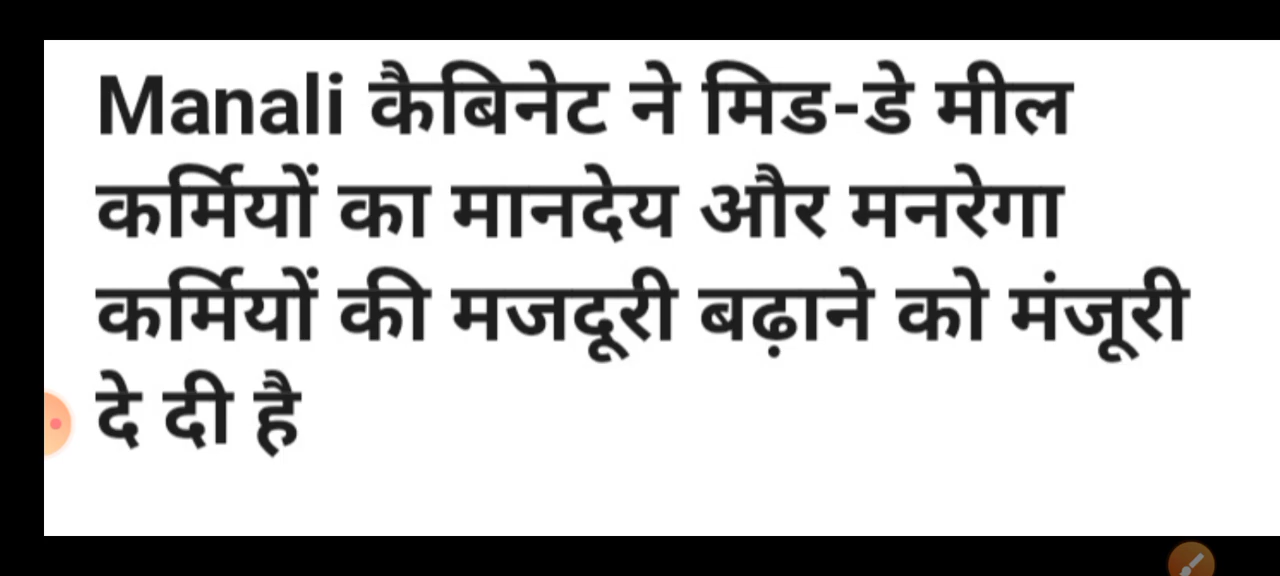 Manali कैबिनेट ने मिड-डे मील
कर्मियों का मानदेय और मनरेगा
कर्मियों की मजदूरी बढ़ाने को मंजूरी
दे दी है